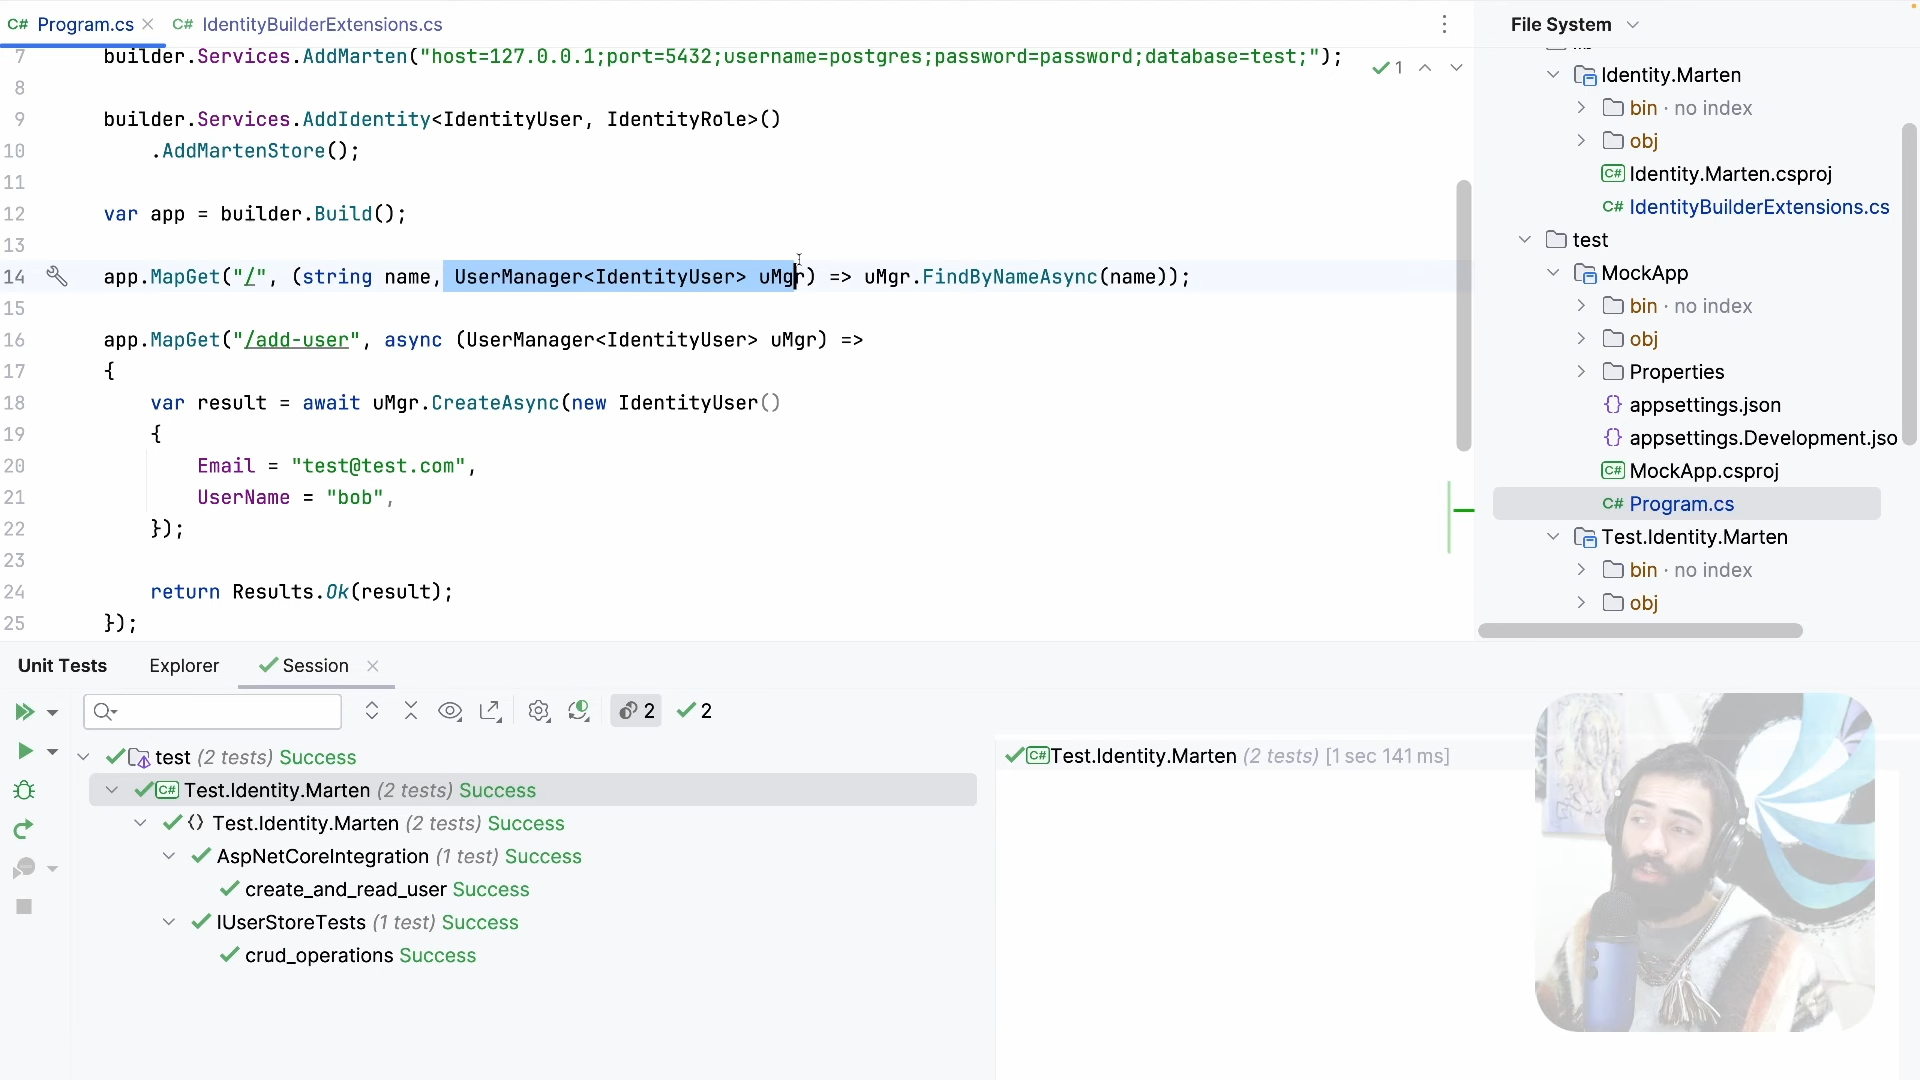 C# Program.cs
C# IdentityBuilderExtensions.cs
File System
7 builder.Services.AddMarten("host=127.0.0.1;port=5432;username=postgres;password=password;database=test;");
1
8
9 builder.Services.AddIdentity<IdentityUser, IdentityRole>()
10 .AddMartenStore();
11
12 var app = builder.Build();
13
14 app.MapGet("/", (string name, UserManager<IdentityUser> uMgr) => uMgr.FindByNameAsync(name));
15
16 app.MapGet("/add-user", async (UserManager<IdentityUser> uMgr) =>
17 {
18 var result = await uMgr.CreateAsync(new IdentityUser()
19 {
20 Email = "test@test.com",
21 UserName = "bob",
22 });
23
24 return Results.Ok(result);
25 });
Identity.Marten
bin · no index
obj
C# Identity.Marten.csproj
C# IdentityBuilderExtensions.cs
test
MockApp
bin · no index
obj
Properties
{} appsettings.json
{} appsettings.Development.jso
C# MockApp.csproj
C# Program.cs
Test.Identity.Marten
bin · no index
obj
Unit Tests
Explorer
Session
2
2
test (2 tests) Success
C# Test.Identity.Marten (2 tests) Success
Test.Identity.Marten (2 tests) Success
AspNetCoreIntegration (1 test) Success
create_and_read_user Success
IUserStoreTests (1 test) Success
crud_operations Success
C# Test.Identity.Marten (2 tests) [1 sec 141 ms]